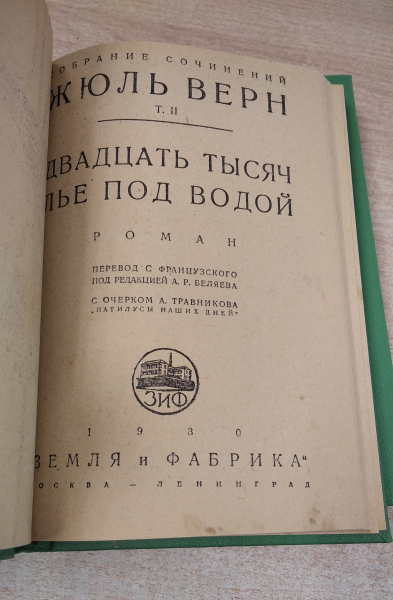 СОБРАНИЕ СОЧИНЕНИЙ
ЖЮЛЬ ВЕРН
Т. II
ДВАДЦАТЬ ТЫСЯЧ
ЛЬЕ ПОД ВОДОЙ
РОМАН
ПЕРЕВОД С ФРАНЦУЗСКОГО
ПОД РЕДАКЦИЕЙ А. Р. БЕЛЯЕВА
С ОЧЕРКОМ А. ТРАВНИКОВА
„НАТИЛУСЫ НАШИХ ДНЕЙ“
ЗИФ
1930
„ЗЕМЛЯ и ФАБРИКА“
МОСКВА — ЛЕНИНГРАД